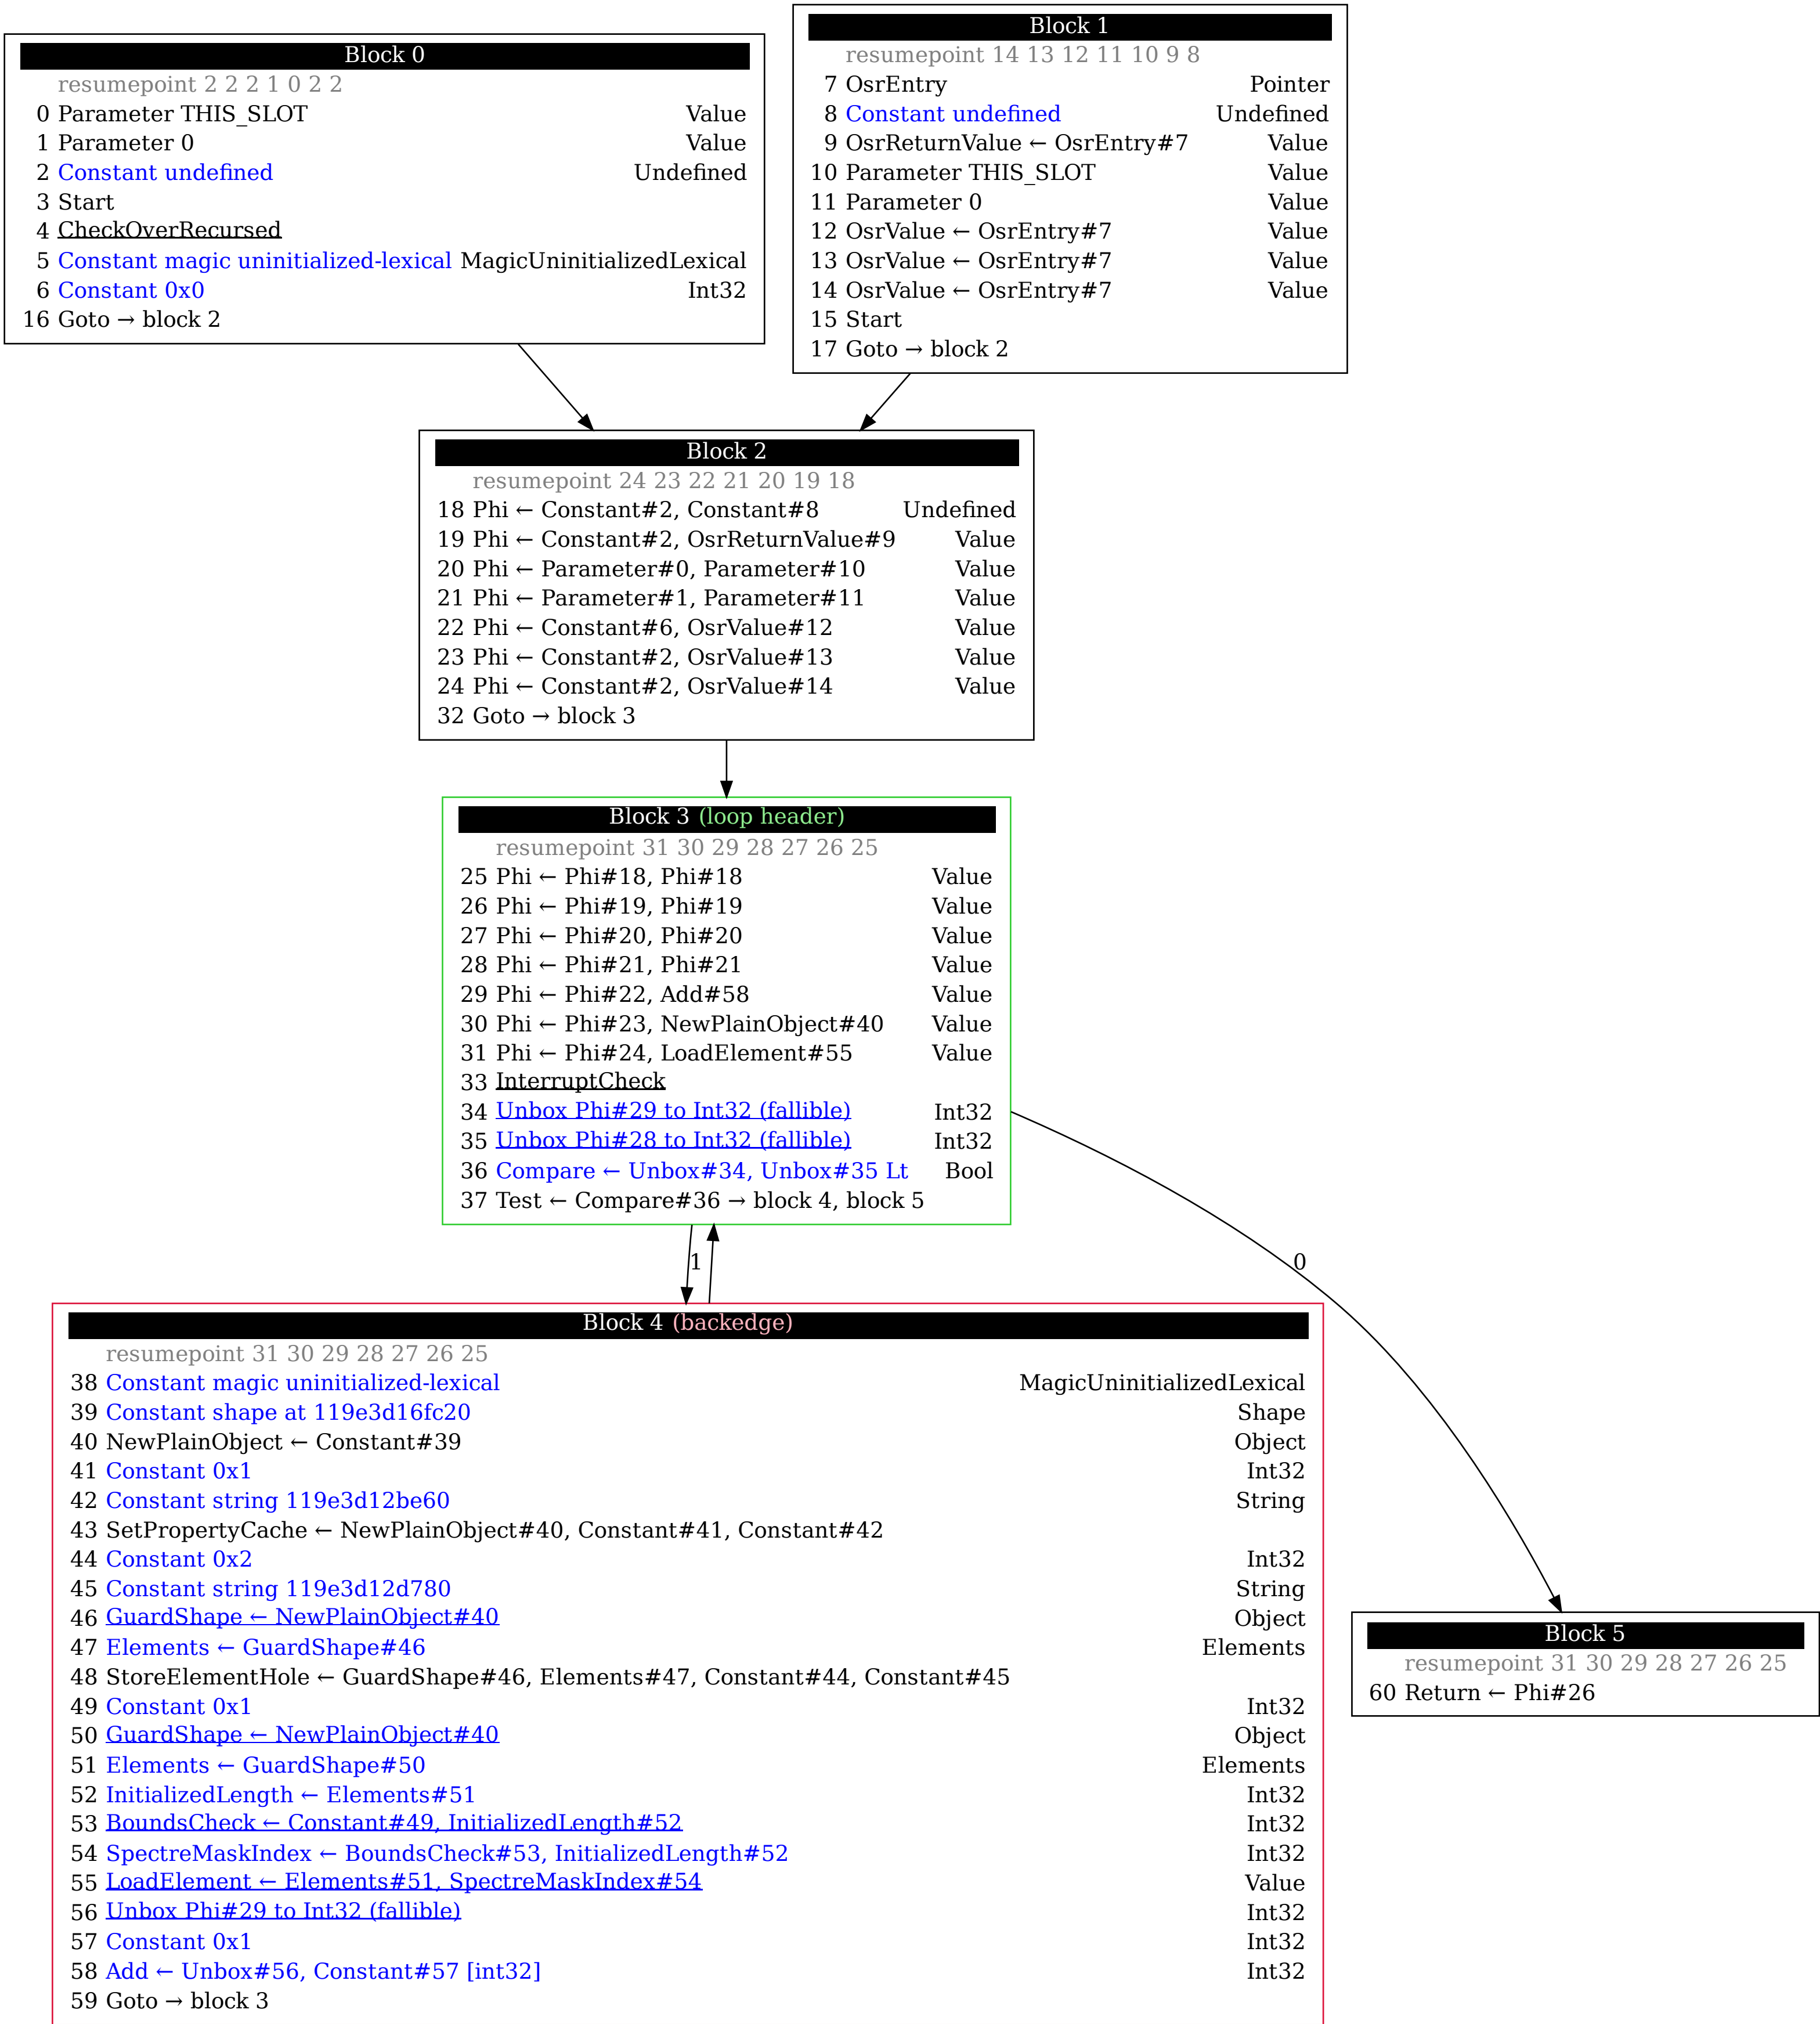 Block 0
resumepoint 2 2 2 1 0 2 2
0 Parameter THIS_SLOT Value
1 Parameter 0 Value
2 Constant undefined Undefined
3 Start
4 CheckOverRecursed
5 Constant magic uninitialized-lexical MagicUninitializedLexical
6 Constant 0x0 Int32
16 Goto → block 2
Block 1
resumepoint 14 13 12 11 10 9 8
7 OsrEntry Pointer
8 Constant undefined Undefined
9 OsrReturnValue ← OsrEntry#7 Value
10 Parameter THIS_SLOT Value
11 Parameter 0 Value
12 OsrValue ← OsrEntry#7 Value
13 OsrValue ← OsrEntry#7 Value
14 OsrValue ← OsrEntry#7 Value
15 Start
17 Goto → block 2
Block 2
resumepoint 24 23 22 21 20 19 18
18 Phi ← Constant#2, Constant#8 Undefined
19 Phi ← Constant#2, OsrReturnValue#9 Value
20 Phi ← Parameter#0, Parameter#10 Value
21 Phi ← Parameter#1, Parameter#11 Value
22 Phi ← Constant#6, OsrValue#12 Value
23 Phi ← Constant#2, OsrValue#13 Value
24 Phi ← Constant#2, OsrValue#14 Value
32 Goto → block 3
Block 3 (loop header)
resumepoint 31 30 29 28 27 26 25
25 Phi ← Phi#18, Phi#18 Value
26 Phi ← Phi#19, Phi#19 Value
27 Phi ← Phi#20, Phi#20 Value
28 Phi ← Phi#21, Phi#21 Value
29 Phi ← Phi#22, Add#58 Value
30 Phi ← Phi#23, NewPlainObject#40 Value
31 Phi ← Phi#24, LoadElement#55 Value
33 InterruptCheck
34 Unbox Phi#29 to Int32 (fallible) Int32
35 Unbox Phi#28 to Int32 (fallible) Int32
36 Compare ← Unbox#34, Unbox#35 Lt Bool
37 Test ← Compare#36 → block 4, block 5
1
0
Block 4 (backedge)
resumepoint 31 30 29 28 27 26 25
38 Constant magic uninitialized-lexical MagicUninitializedLexical
39 Constant shape at 119e3d16fc20 Shape
40 NewPlainObject ← Constant#39 Object
41 Constant 0x1 Int32
42 Constant string 119e3d12be60 String
43 SetPropertyCache ← NewPlainObject#40, Constant#41, Constant#42
44 Constant 0x2 Int32
45 Constant string 119e3d12d780 String
46 GuardShape ← NewPlainObject#40 Object
47 Elements ← GuardShape#46 Elements
48 StoreElementHole ← GuardShape#46, Elements#47, Constant#44, Constant#45
49 Constant 0x1 Int32
50 GuardShape ← NewPlainObject#40 Object
51 Elements ← GuardShape#50 Elements
52 InitializedLength ← Elements#51 Int32
53 BoundsCheck ← Constant#49, InitializedLength#52 Int32
54 SpectreMaskIndex ← BoundsCheck#53, InitializedLength#52 Int32
55 LoadElement ← Elements#51, SpectreMaskIndex#54 Value
56 Unbox Phi#29 to Int32 (fallible) Int32
57 Constant 0x1 Int32
58 Add ← Unbox#56, Constant#57 [int32] Int32
59 Goto → block 3
Block 5
resumepoint 31 30 29 28 27 26 25
60 Return ← Phi#26